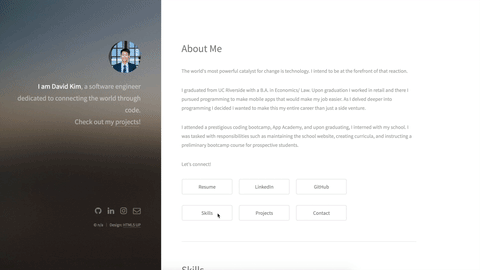 I am David Kim, a software engineer
dedicated to connecting the world through
code.
Check out my projects!
About Me
The world's most powerful catalyst for change is technology. I intend to be at the forefront of that reaction.
I graduated from UC Riverside with a B.A. in Economics/ Law. Upon graduation I worked in retail and there I
pursued programming to make mobile apps that would make my job easier. As I delved deeper into
programming I decided I wanted to make this my entire career than just a side venture.
I attended a prestigious coding bootcamp, App Academy, and upon graduating, I interned with my school. I
was tasked with responsibilities such as maintaining the school website, creating curricula, and instructing a
preliminary bootcamp course for prospective students.
Let's connect!
Resume
LinkedIn
GitHub
Skills
Projects
Contact
Design: HTML5 UP
Skills